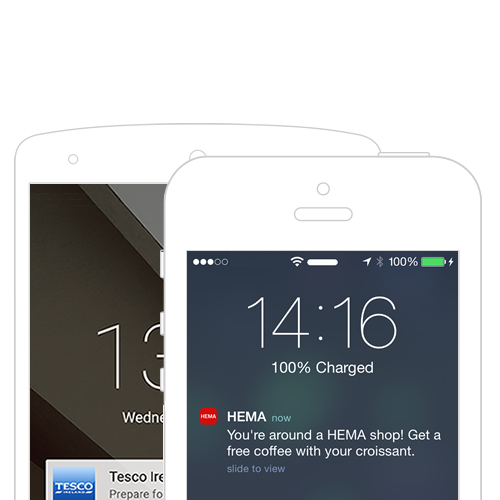 100%
14:16
100% Charged
HEMA
HEMA now
You're around a HEMA shop! Get a
free coffee with your croissant.
slide to view
13
Wedne
TESCO
IRELAND
Tesco Ire
Prepare fo